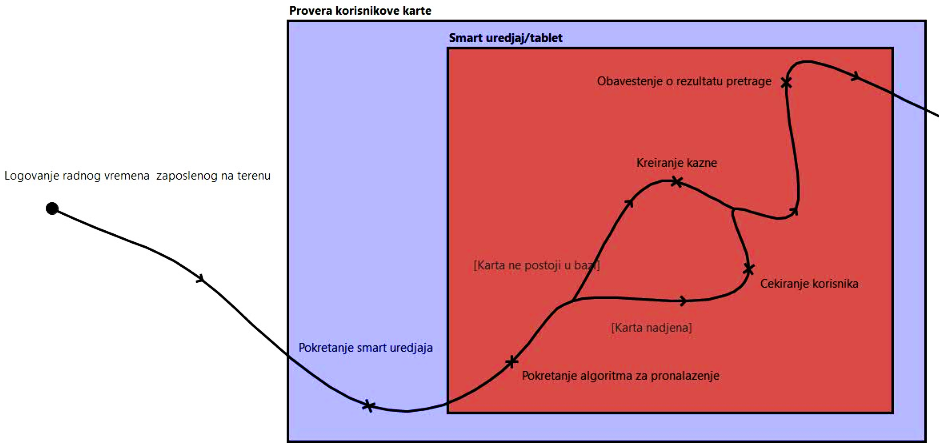 Provera korisnikove karte
Smart uredjaj/tablet
Obavestenje o rezultatu pretrage
Kreiranje kazne
Logovanje radnog vremena zaposlenog na terenu
[Karta ne postoji u bazi]
Cekiranje korisnika
[Karta nadjena]
Pokretanje smart uredjaja
Pokretanje algoritma za pronalazenje